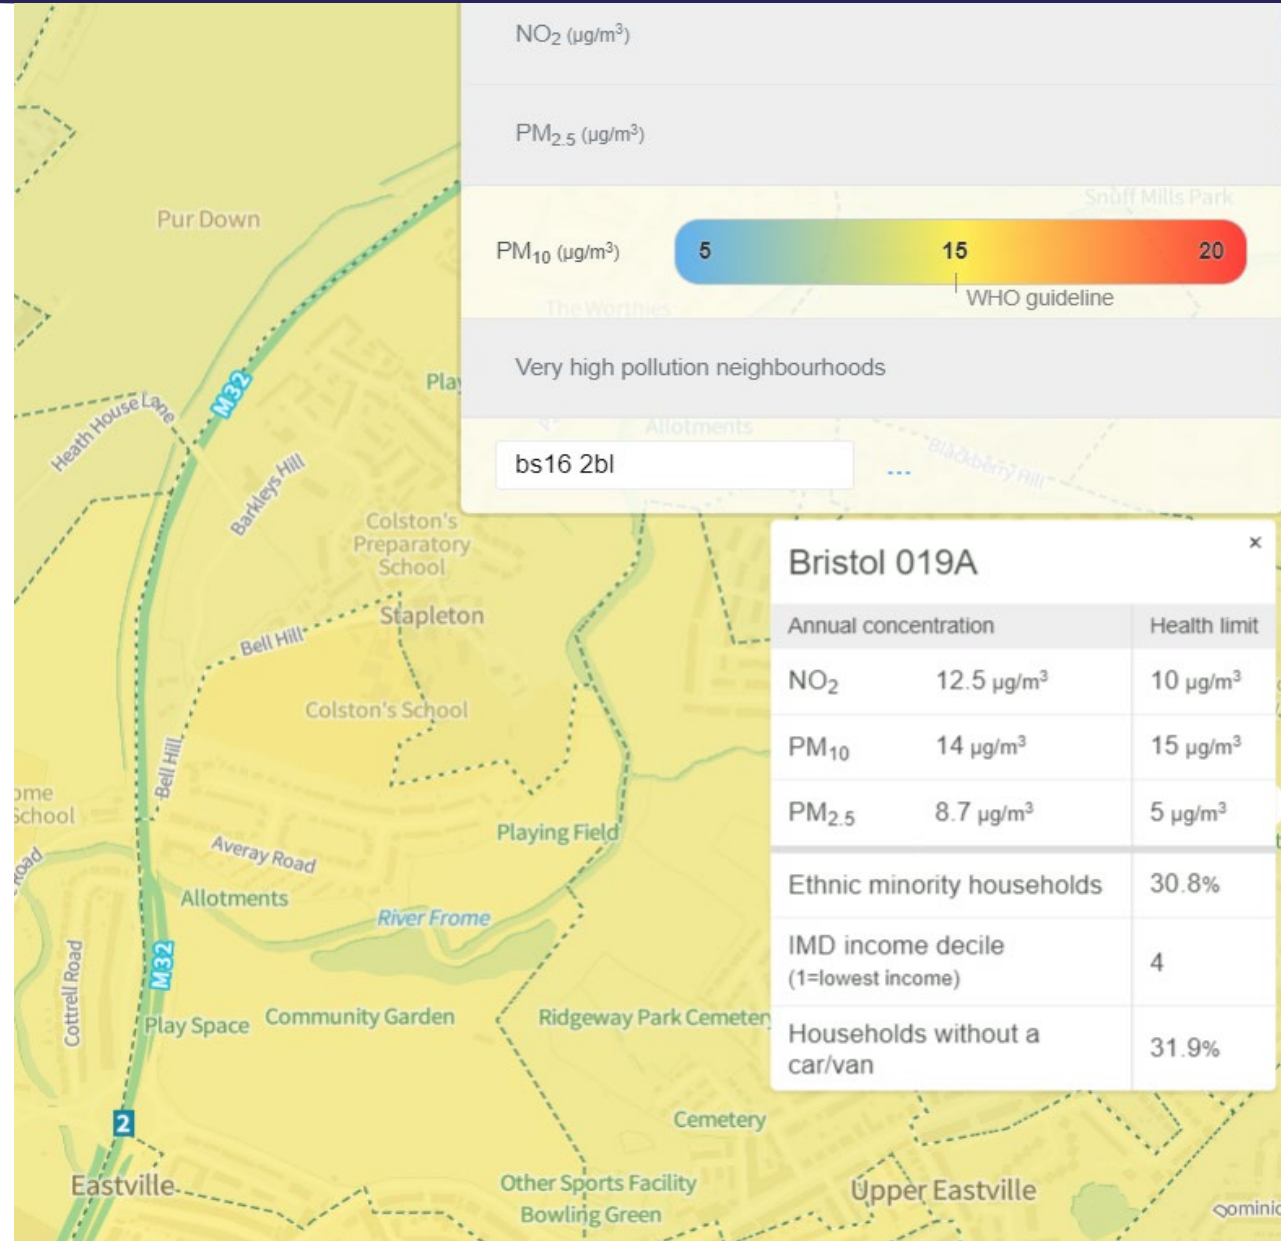 NO₂ (µg/m³)
PM₂.₅ (µg/m³)
Snuff Mills Park
Pur Down
PM₁₀ (µg/m³)
5
15
20
WHO guideline
The Worthies
Very high pollution neighbourhoods
M32
Play
Heath House Lane
Allotments
Blackberry Hill
bs16 2bl
...
Barkleys Hill
Colston's
Preparatory
School
Bristol 019A
×
Stapleton
Annual concentration
Health limit
Bell Hill
NO₂
12.5 µg/m³
10 µg/m³
Colston's School
PM₁₀
14 µg/m³
15 µg/m³
Bell Hill
ome
School
PM₂.₅
8.7 µg/m³
5 µg/m³
Playing Field
Averay Road
Road
Ethnic minority households
30.8%
Allotments
River Frome
IMD income decile
(1=lowest income)
4
M32
Cottrell Road
Play Space
Community Garden
Ridgeway Park Cemetery
Households without a
car/van
31.9%
2
Cemetery
Eastville
Other Sports Facility
Bowling Green
Upper Eastville
Dominic